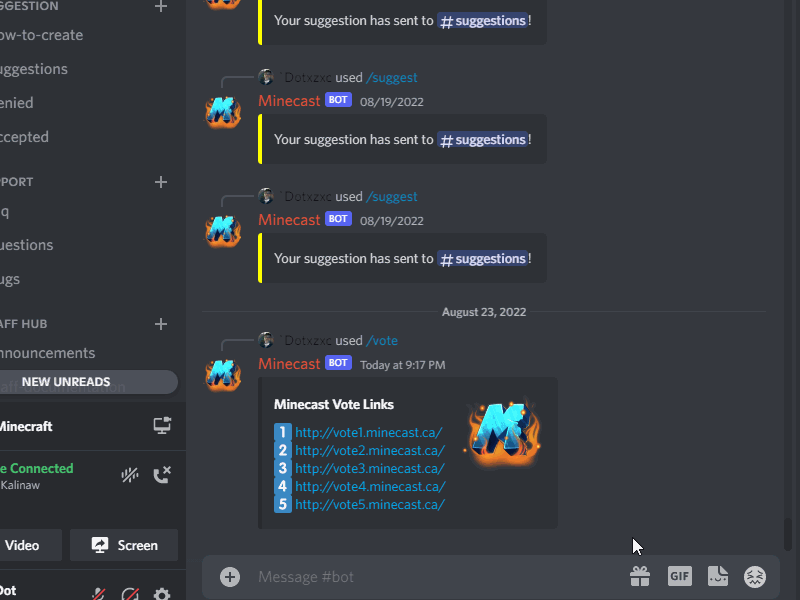 GGESTION
ow-to-create
uggestions
enied
ccepted
PPORT
q
uestions
ugs
AFF HUB
nnouncements
NEW UNREADS
Minecraft
e Connected
Kalinaw
Video
Screen
Dot
Your suggestion has sent to #suggestions!
Dotxzxc used /suggest
Minecast BOT 08/19/2022
Your suggestion has sent to #suggestions!
Dotxzxc used /suggest
Minecast BOT 08/19/2022
Your suggestion has sent to #suggestions!
August 23, 2022
Dotxzxc used /vote
Minecast BOT Today at 9:17 PM
Minecast Vote Links
1 http://vote1.minecast.ca/
2 http://vote2.minecast.ca/
3 http://vote3.minecast.ca/
4 http://vote4.minecast.ca/
5 http://vote5.minecast.ca/
Message #bot
GIF